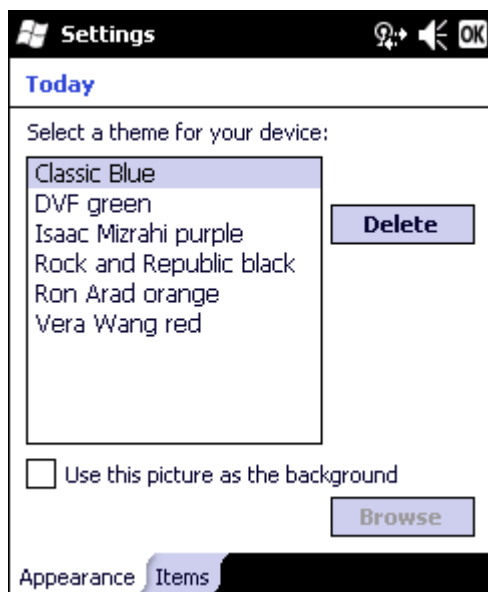 Settings OK
Today
Select a theme for your device:
Classic Blue
DVF green
Isaac Mizrahi purple
Rock and Republic black
Ron Arad orange
Vera Wang red
Delete
Use this picture as the background
Browse
Appearance Items